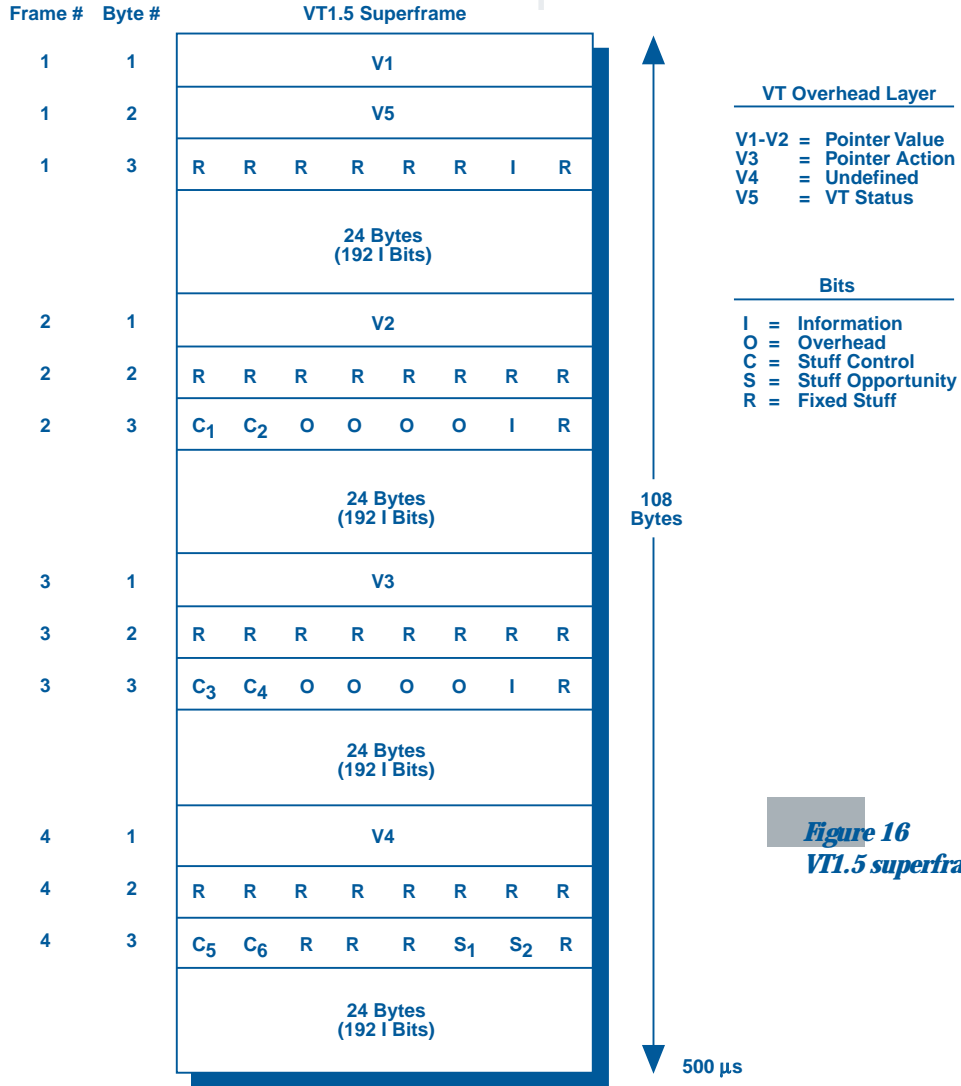 Frame # Byte # VT1.5 Superframe
1 1 V1
1 2 V5
1 3 R R R R R R I R
24 Bytes
(192 I Bits)
2 1 V2
2 2 R R R R R R R R
2 3 C1 C2 O O O O I R
24 Bytes
(192 I Bits)
3 1 V3
3 2 R R R R R R R R
3 3 C3 C4 O O O O I R
24 Bytes
(192 I Bits)
4 1 V4
4 2 R R R R R R R R
4 3 C5 C6 R R R S1 S2 R
24 Bytes
(192 I Bits)
108
Bytes
500 µs
VT Overhead Layer
V1-V2 = Pointer Value
V3 = Pointer Action
V4 = Undefined
V5 = VT Status
Bits
I = Information
O = Overhead
C = Stuff Control
S = Stuff Opportunity
R = Fixed Stuff
Figure 16
VT1.5 superfra